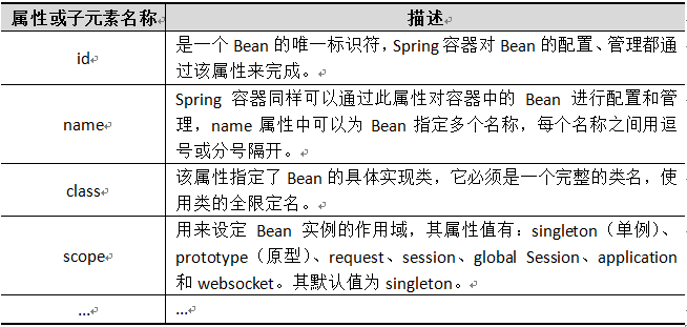 属性或子元素名称 描述
id
是一个 Bean 的唯一标识符，Spring 容器对 Bean 的配置、管理都通
过该属性来完成。
name
Spring 容器同样可以通过此属性对容器中的 Bean 进行配置和管
理，name 属性中可以为 Bean 指定多个名称，每个名称之间用逗
号或分号隔开。
class
该属性指定了 Bean 的具体实现类，它必须是一个完整的类名，使
用类的全限定名。
scope
用来设定 Bean 实例的作用域，其属性值有：singleton（单例）、
prototype（原型）、request、session、global Session、application
和 websocket。其默认值为 singleton。
... ...